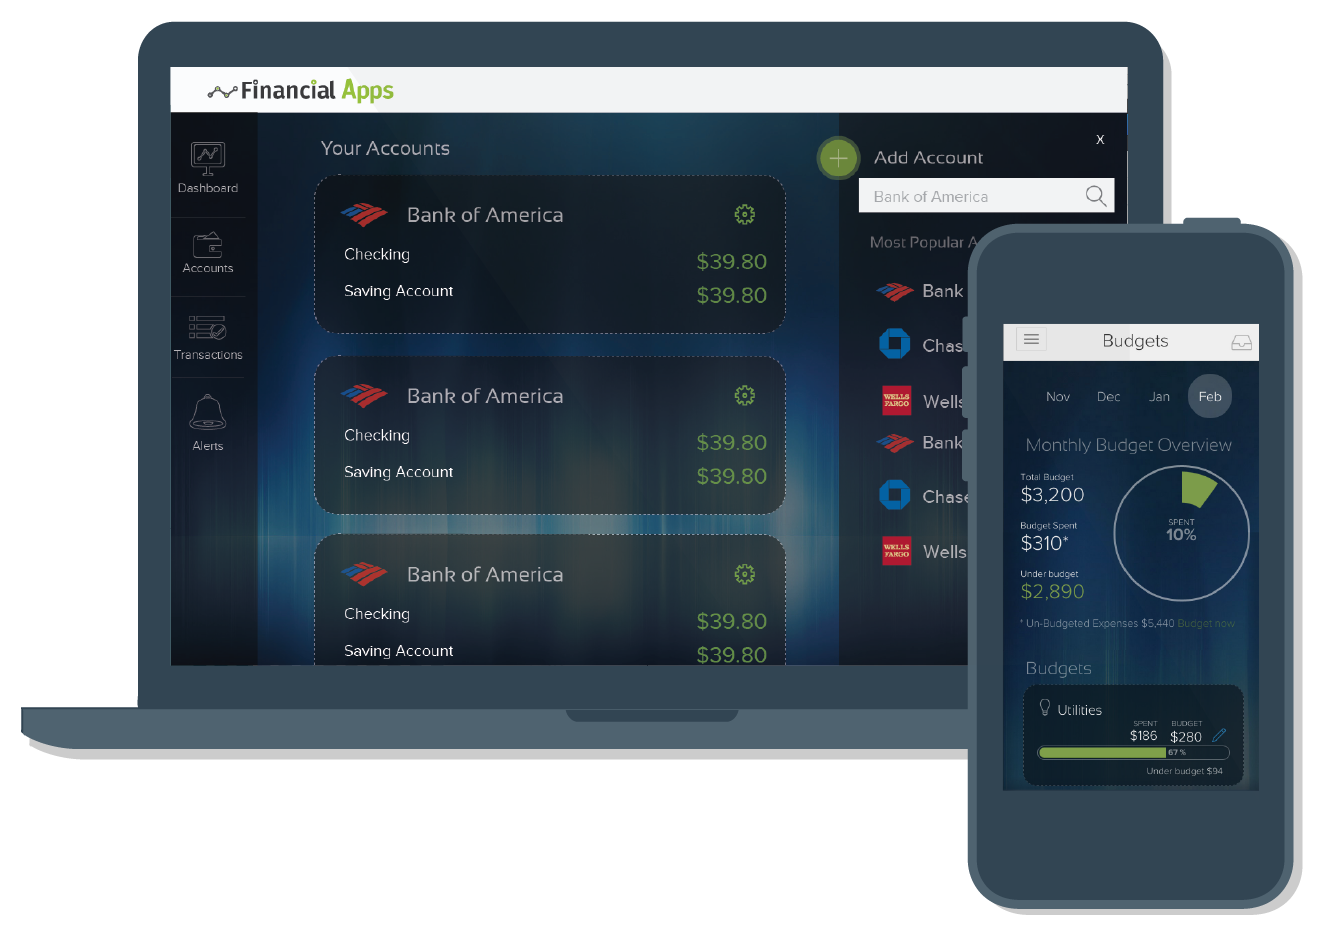 Financial Apps
Dashboard
Accounts
Transactions
Alerts
Your Accounts
Bank of America
Checking $39.80
Saving Account $39.80
Bank of America
Checking $39.80
Saving Account $39.80
Bank of America
Checking $39.80
Saving Account $39.80
X
Add Account
Bank of America
Most Popular A
Bank
Chas
WELLS FARGO
Wells
Bank
Chase
WELLS FARGO
Wells
Budgets
Nov Dec Jan Feb
Monthly Budget Overview
Total Budget
$3,200
Budget Spent
$310*
Under budget
$2,890
SPENT
10%
* Un-Budgeted Expenses $5,440 Budget now
Budgets
Utilities
SPENT BUDGET
$186 $280
67 %
Under budget $94